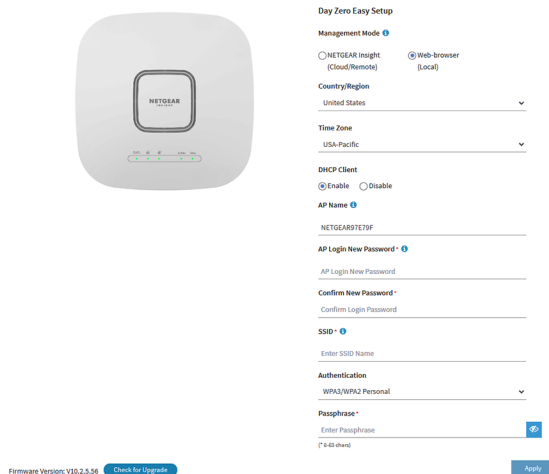 Day Zero Easy Setup
Management Mode
NETGEAR Insight
(Cloud/Remote)
Web-browser
(Local)
Country/Region
United States
Time Zone
USA-Pacific
DHCP Client
Enable Disable
AP Name
NETGEAR97E79F
AP Login New Password*
AP Login New Password
Confirm New Password*
Confirm Login Password
SSID*
Enter SSID Name
Authentication
WPA3/WPA2 Personal
Passphrase*
Enter Passphrase
(* 8-63 chars)
Apply
NETGEAR
Firmware Version: V10.2.5.56
Check for Upgrade